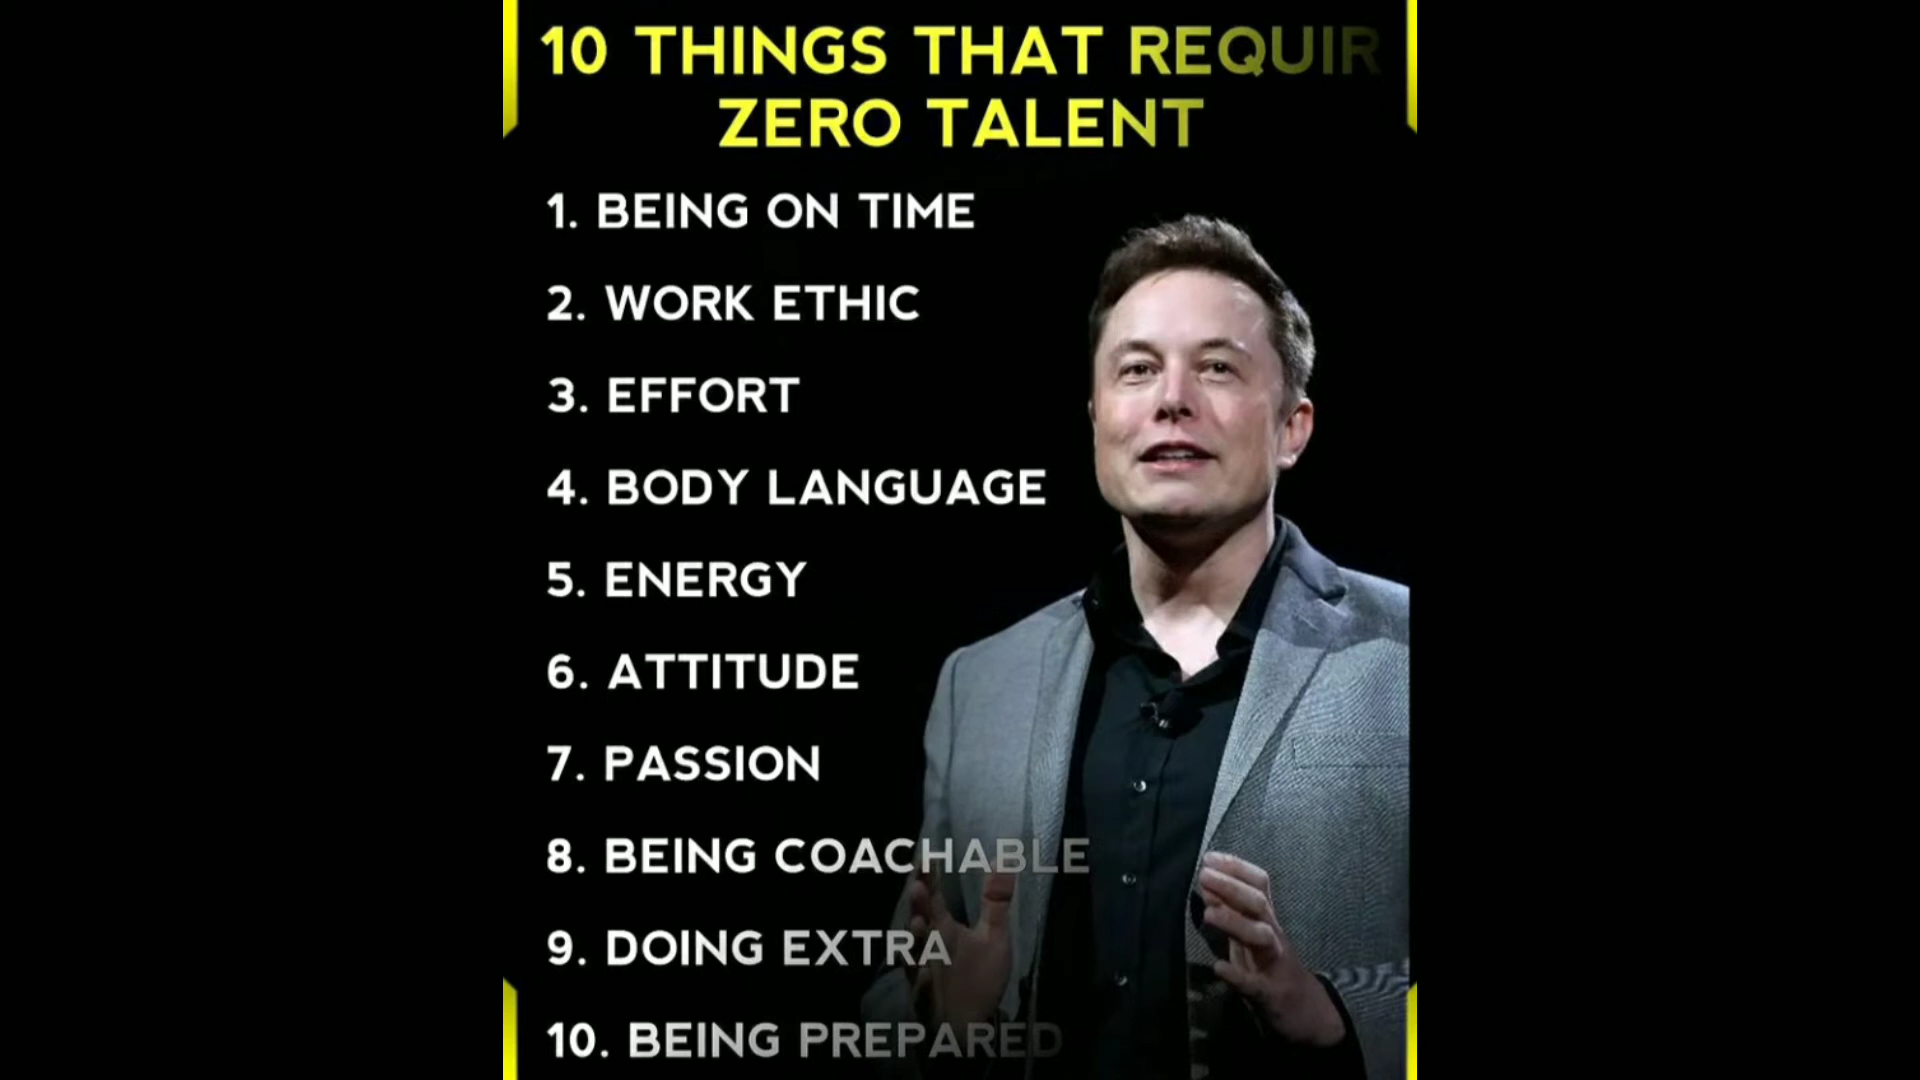 10 THINGS THAT REQUIR
ZERO TALENT
1. BEING ON TIME
2. WORK ETHIC
3. EFFORT
4. BODY LANGUAGE
5. ENERGY
6. ATTITUDE
7. PASSION
8. BEING COACHABLE
9. DOING EXTRA
10. BEING PREPARED